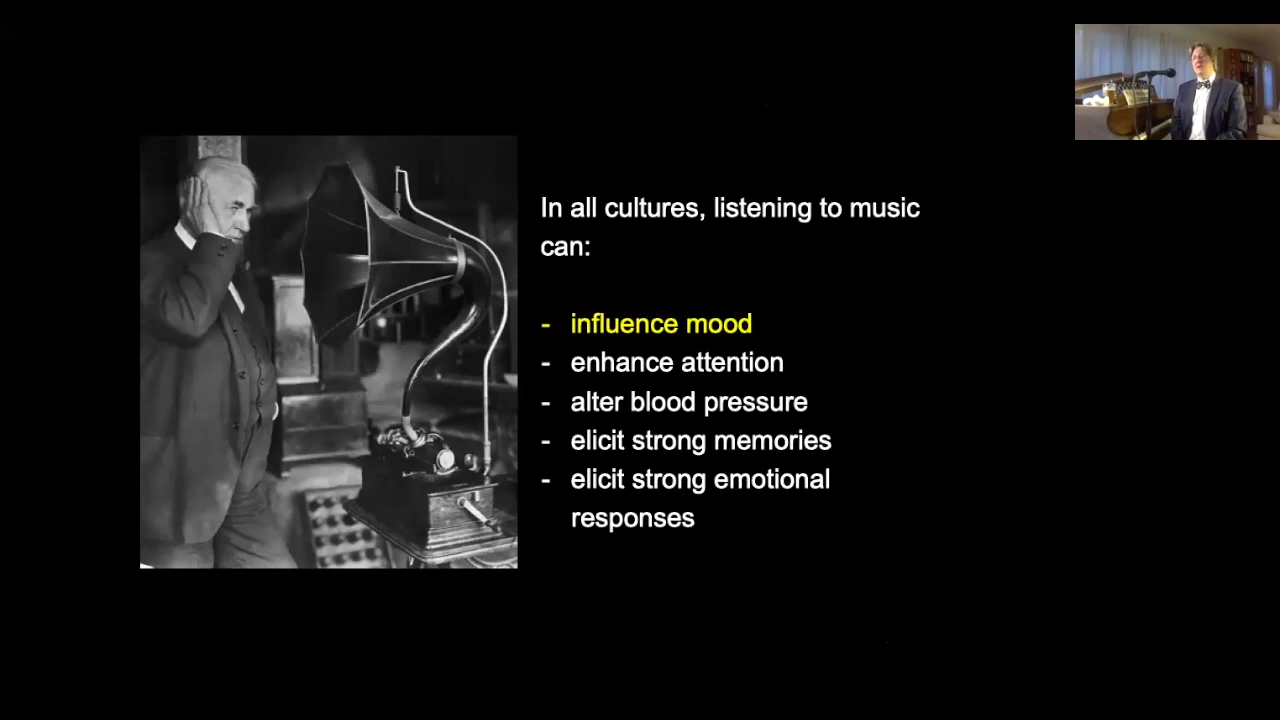 In all cultures, listening to music
can:
- influence mood
- enhance attention
- alter blood pressure
- elicit strong memories
- elicit strong emotional
responses